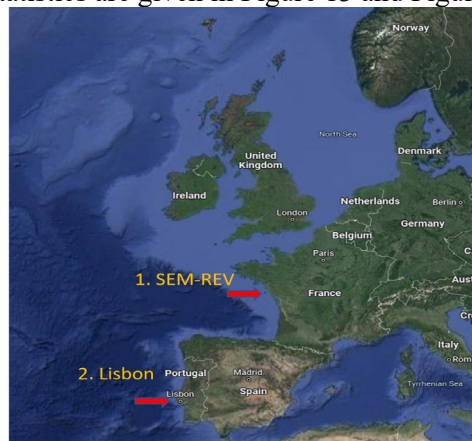 Norway
North Sea
Denmark
United
Kingdom
Ireland
Netherlands
Berlin
London
Germany
Belgium
Paris
1. SEM-REV
France
Italy
Portugal
2. Lisbon
Madrid
Lisbon
Spain
Tyrrhenian Sea